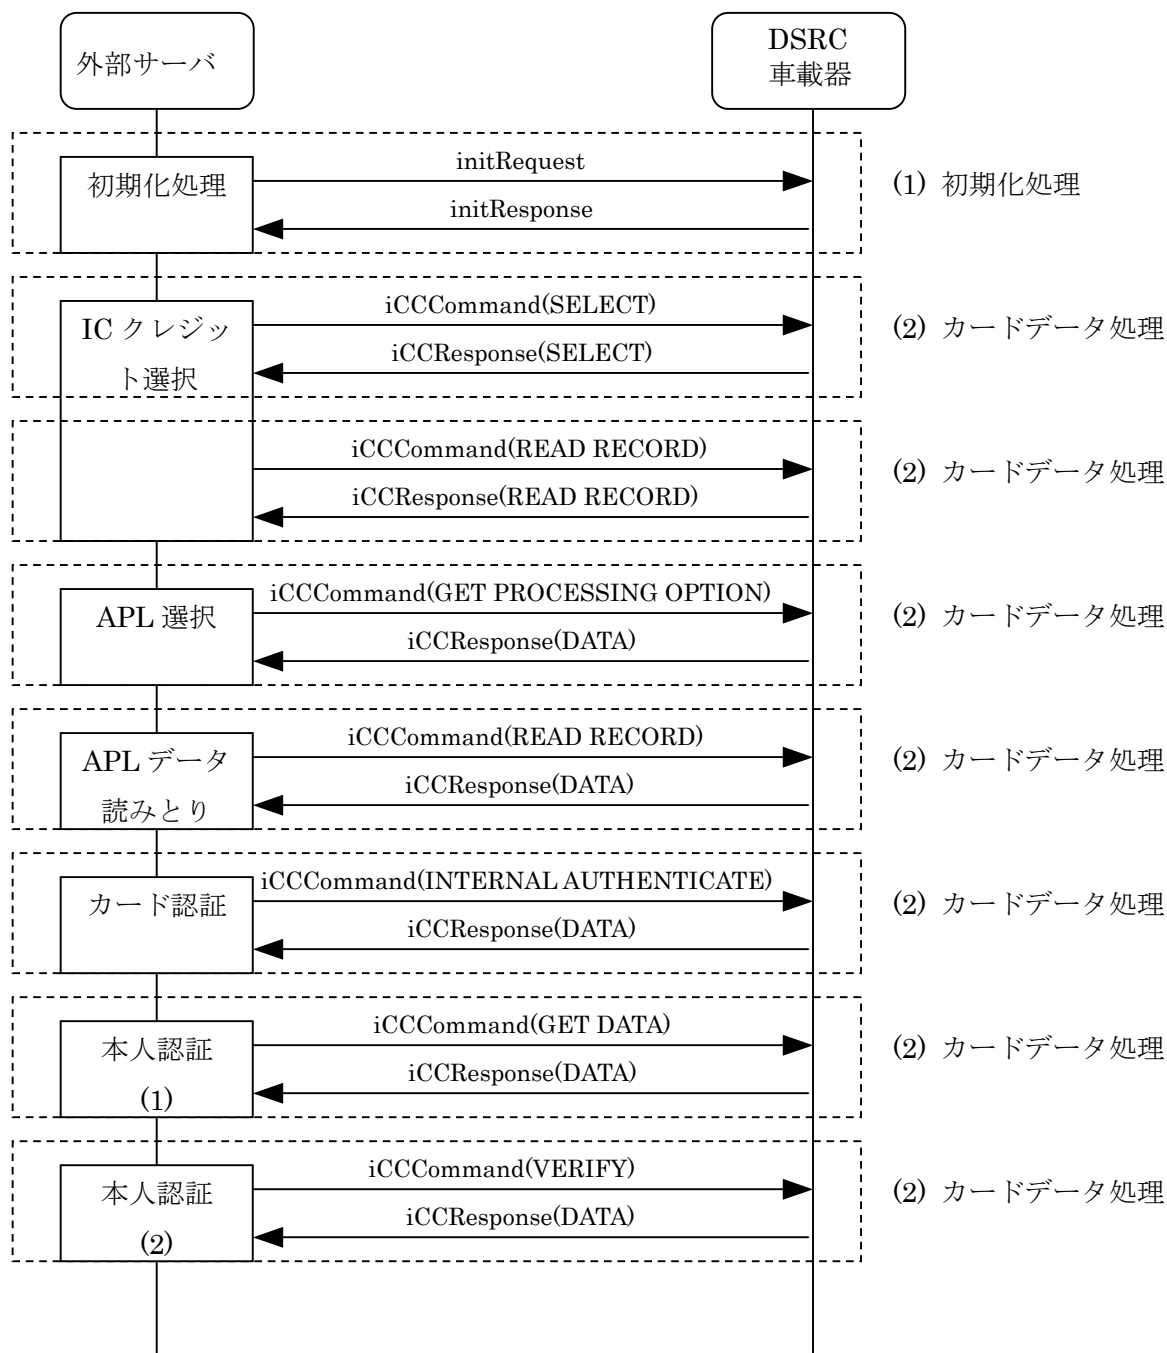 外部サーバ
DSRC
車載器
初期化処理
initRequest
initResponse
(1) 初期化処理
IC クレジッ
ト選択
iCCCommand(SELECT)
iCCResponse(SELECT)
(2) カードデータ処理
iCCCommand(READ RECORD)
iCCResponse(READ RECORD)
(2) カードデータ処理
APL 選択
iCCCommand(GET PROCESSING OPTION)
iCCResponse(DATA)
(2) カードデータ処理
APL データ
読みとり
iCCCommand(READ RECORD)
iCCResponse(DATA)
(2) カードデータ処理
カード認証
iCCCommand(INTERNAL AUTHENTICATE)
iCCResponse(DATA)
(2) カードデータ処理
本人認証
(1)
iCCCommand(GET DATA)
iCCResponse(DATA)
(2) カードデータ処理
本人認証
(2)
iCCCommand(VERIFY)
iCCResponse(DATA)
(2) カードデータ処理